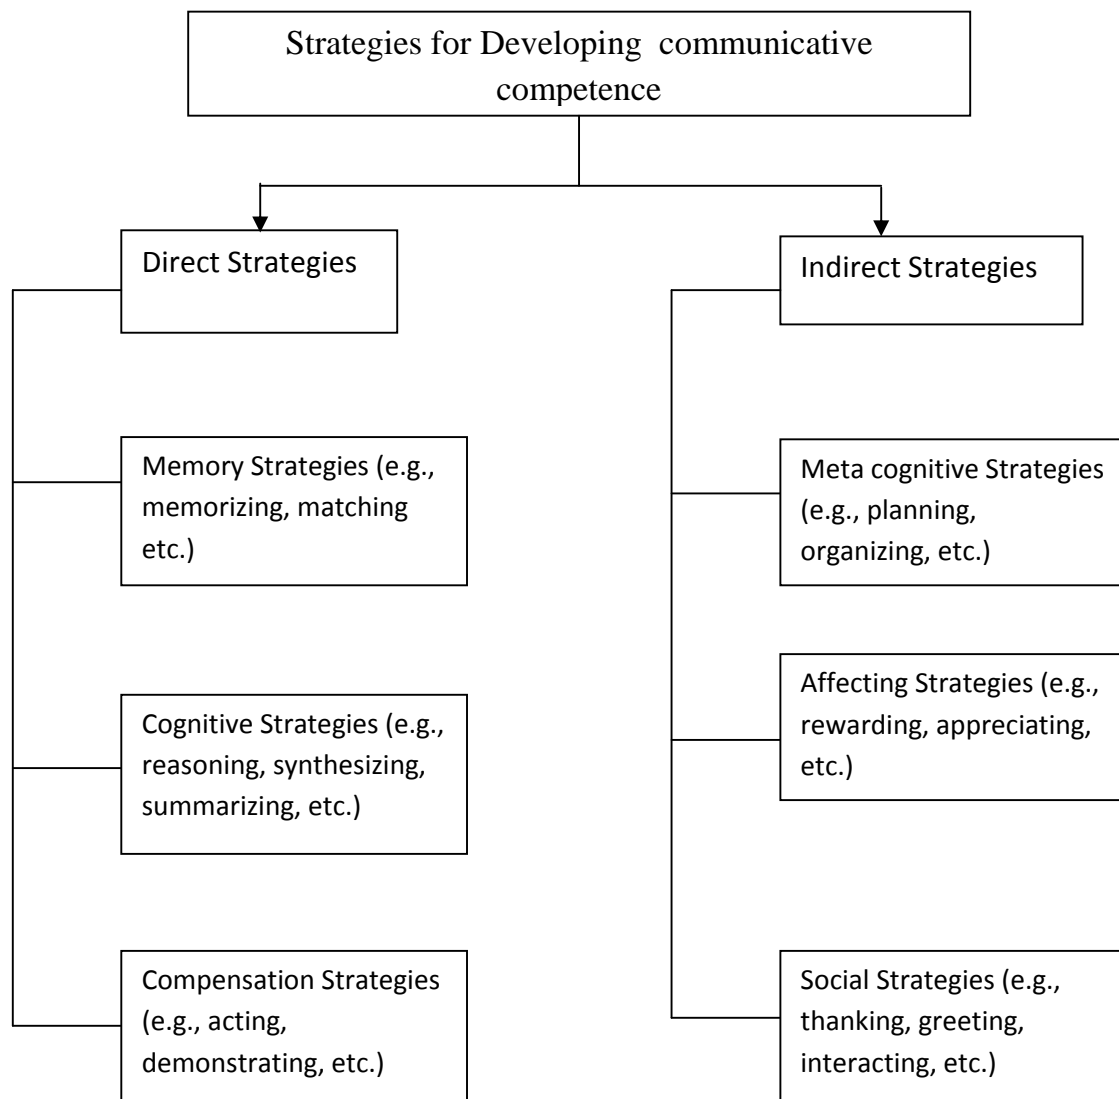 Strategies for Developing  communicative
competence
Direct Strategies
Indirect Strategies
Memory Strategies (e.g.,
memorizing, matching
etc.)
Meta cognitive Strategies
(e.g., planning,
organizing, etc.)
Cognitive Strategies (e.g.,
reasoning, synthesizing,
summarizing, etc.)
Affecting Strategies (e.g.,
rewarding, appreciating,
etc.)
Compensation Strategies
(e.g., acting,
demonstrating, etc.)
Social Strategies (e.g.,
thanking, greeting,
interacting, etc.)